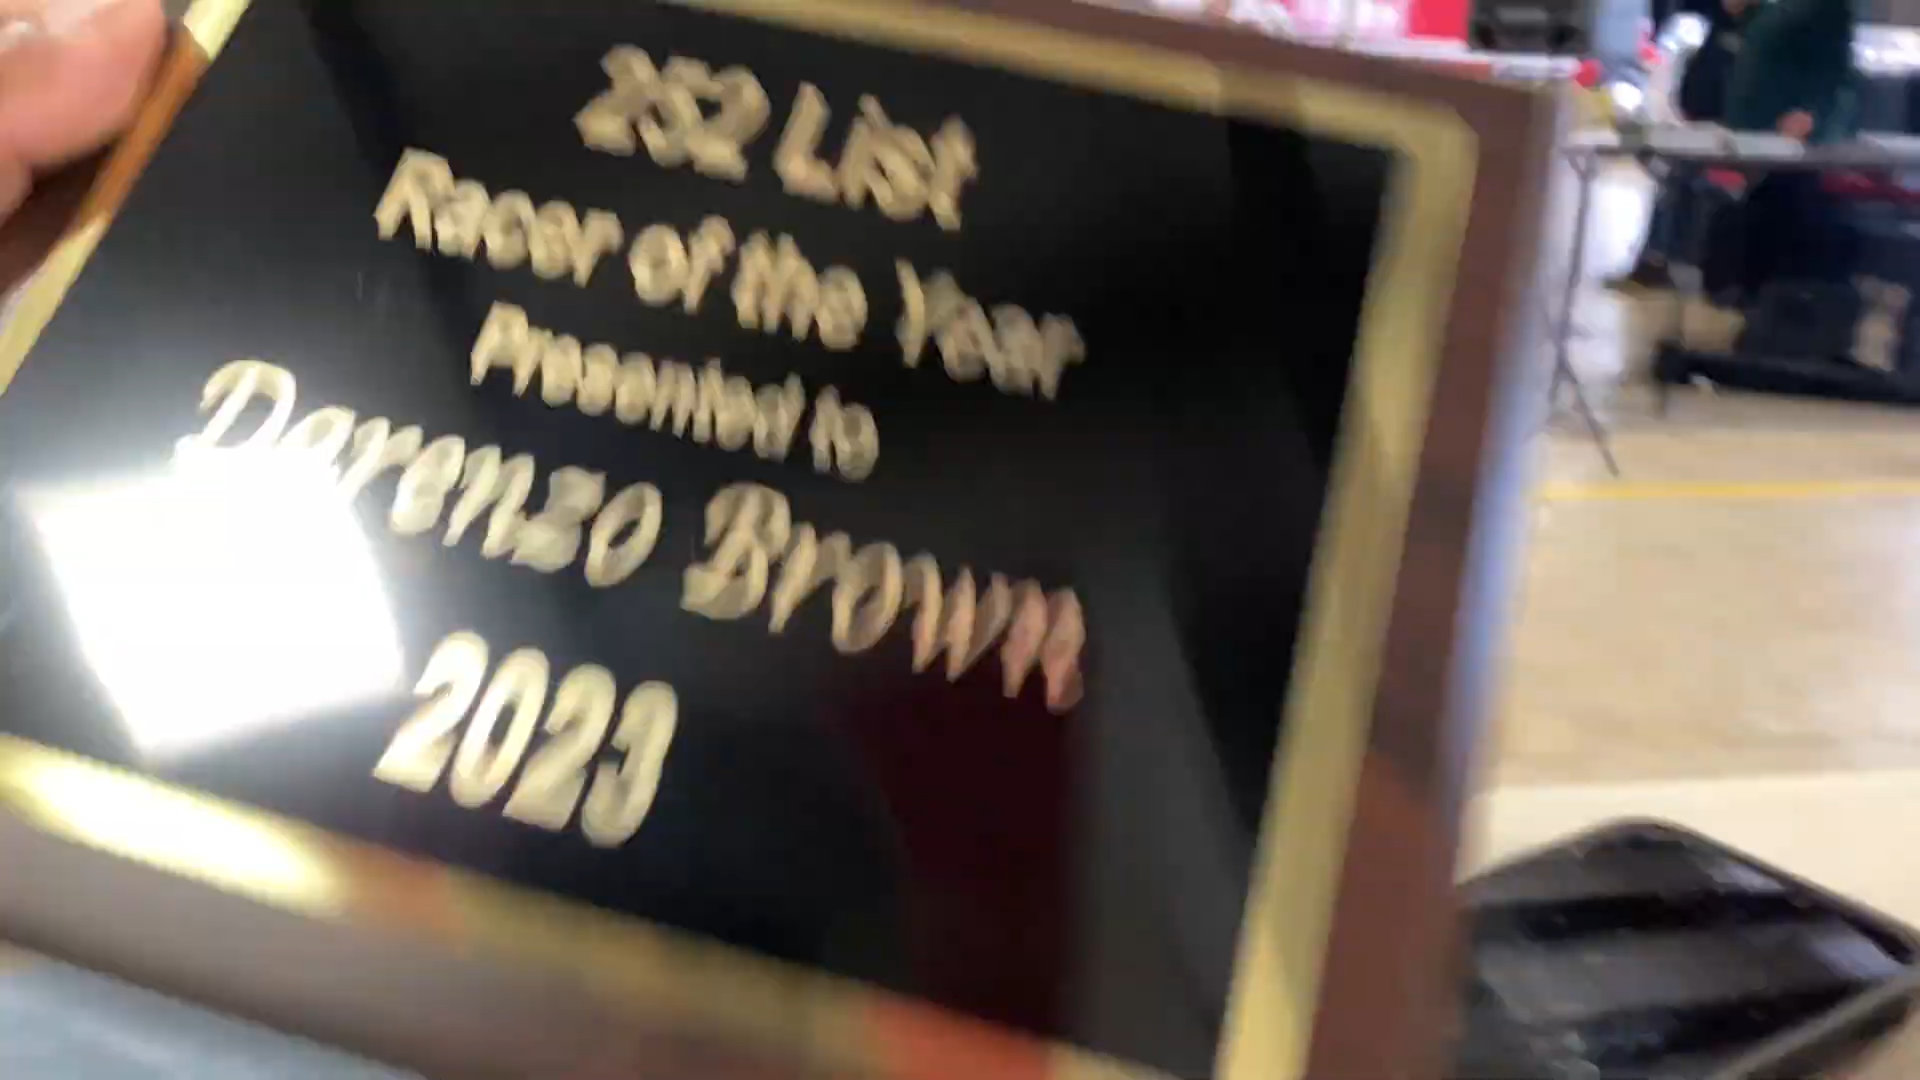 252 List
Racer of the Year
Presented to
Darenzo Brown
2023